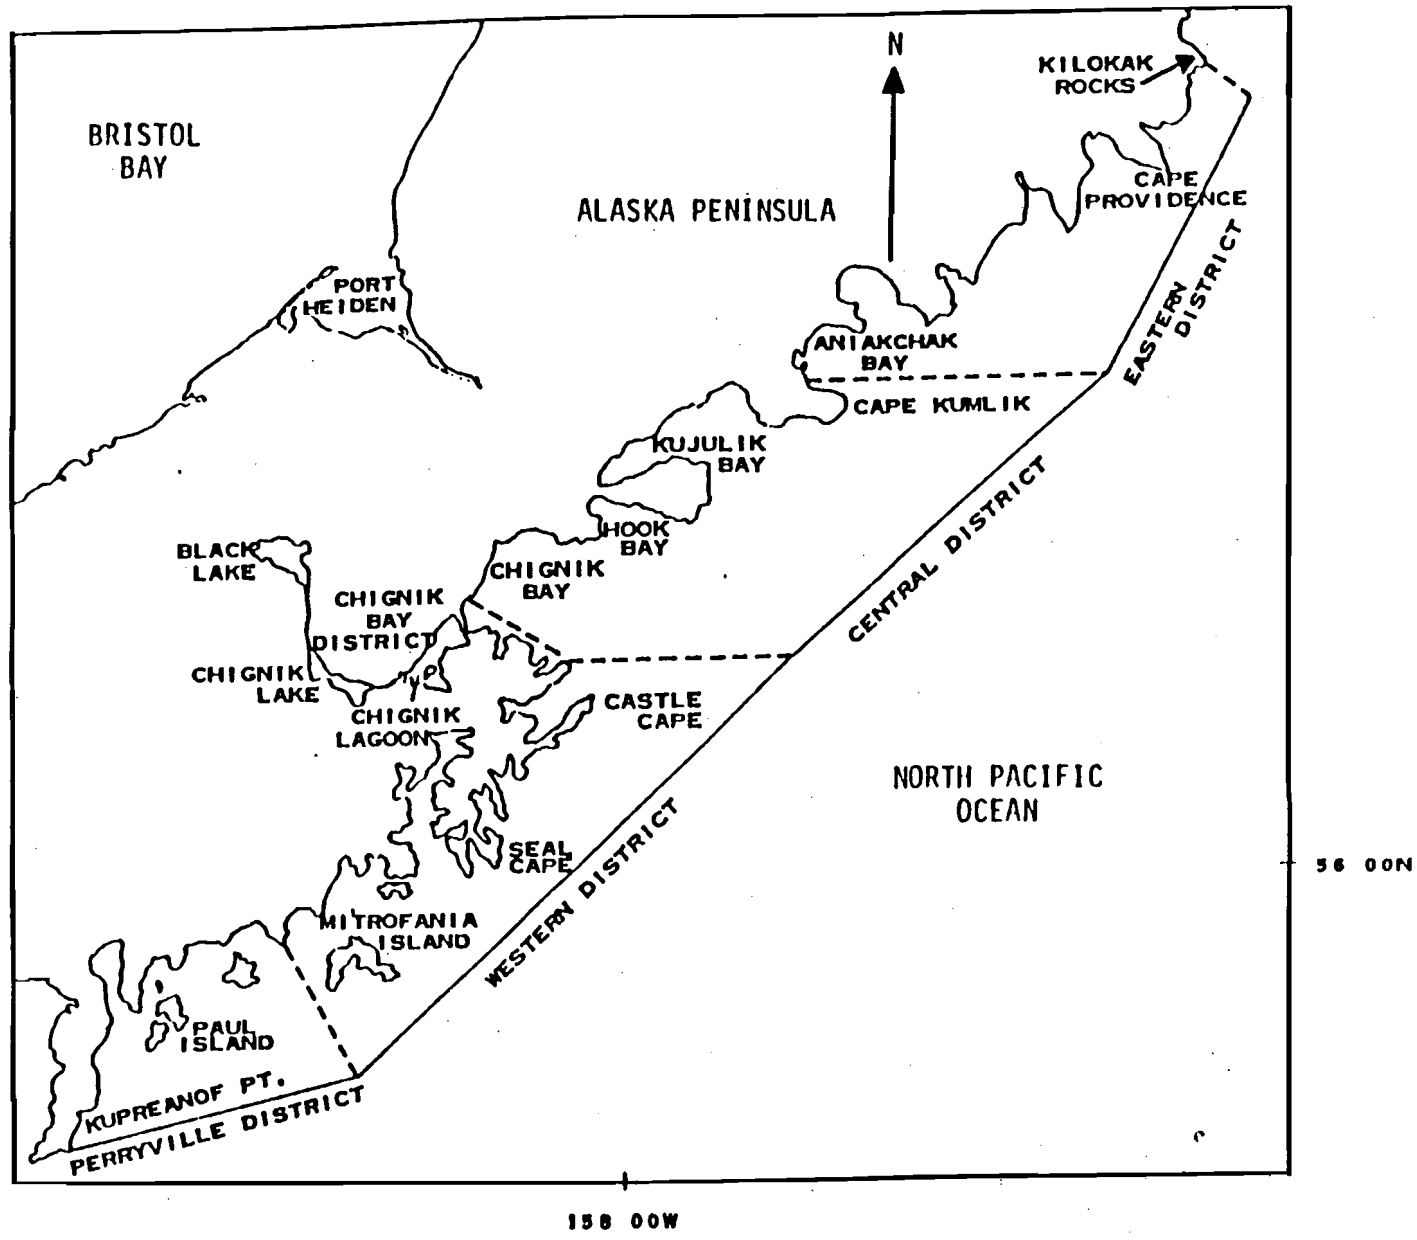 N
KILOKAK
ROCKS
BRISTOL
BAY
CAPE
PROVIDENCE
ALASKA PENINSULA
PORT
HEIDEN
EASTERN
DISTRICT
ANIAKCHAK
BAY
CAPE KUMLIK
KUJULIK
BAY
CENTRAL DISTRICT
HOOK
BAY
BLACK
LAKE
CHIGNIK
BAY
CHIGNIK
BAY
DISTRICT
CHIGNIK
LAKE
CHIGNIK
LAGOON
CASTLE
CAPE
NORTH PACIFIC
OCEAN
SEAL
CAPE
56 00N
WESTERN DISTRICT
MITROFANIA
ISLAND
PAUL
ISLAND
KUPREANOF PT.
PERRYVILLE DISTRICT
158 00W